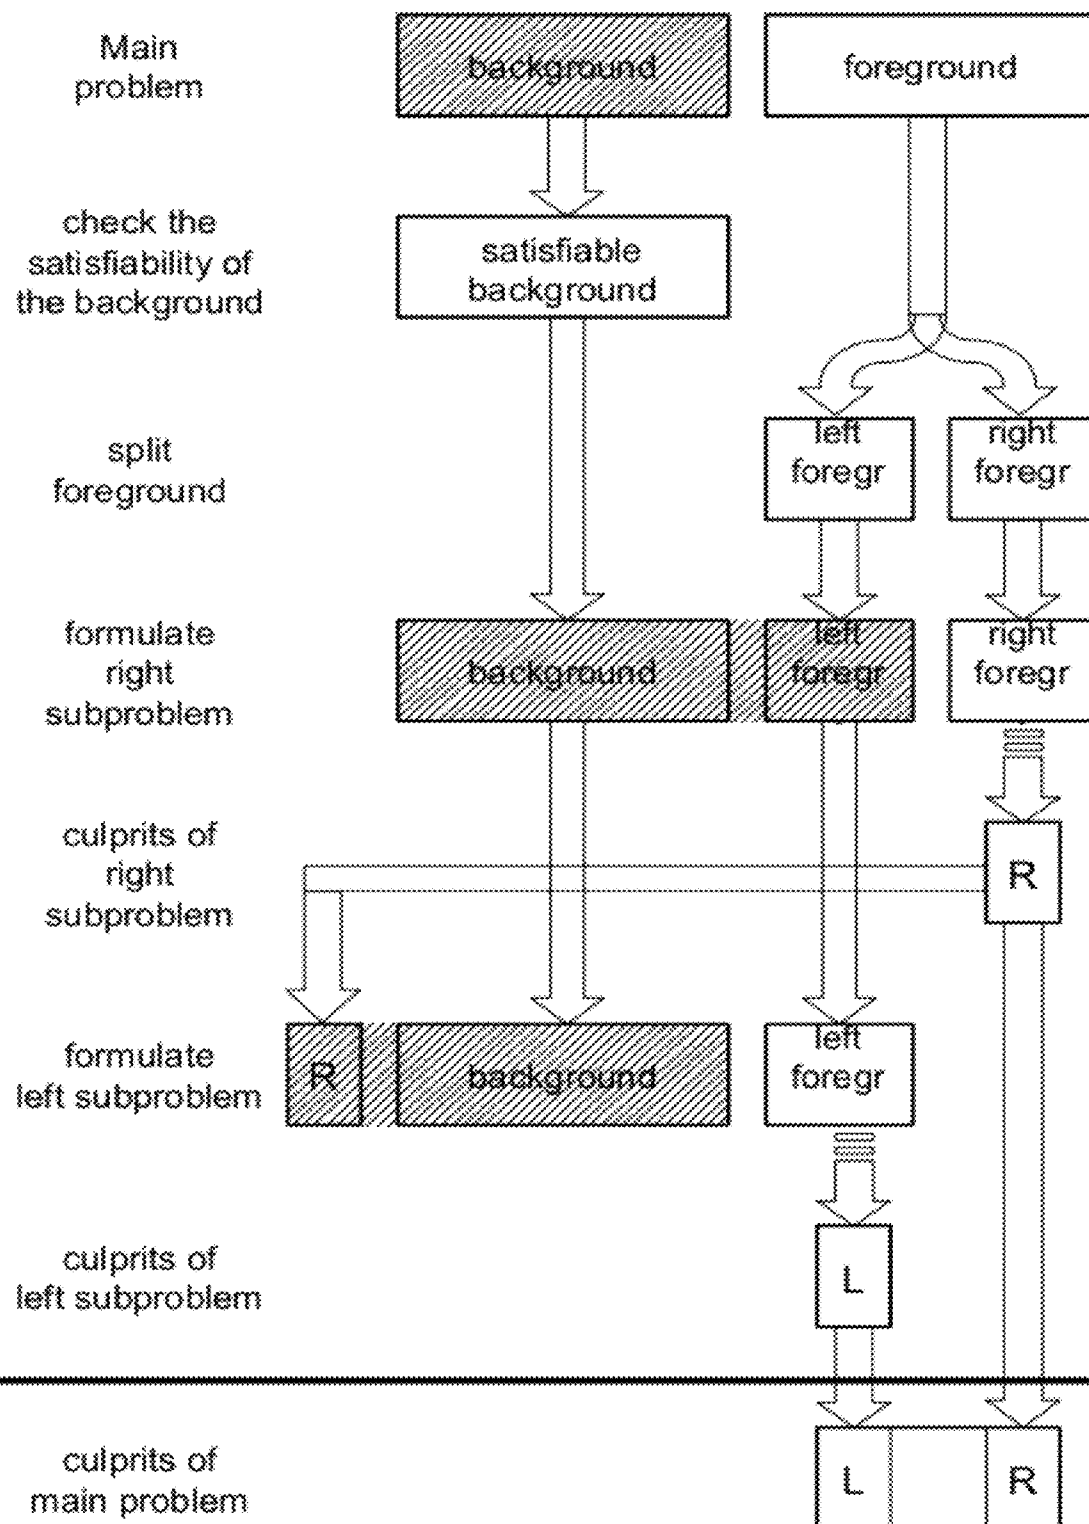 Main
problem
background
foreground
check the
satisfiability of
the background
satisfiable
background
split
foreground
left
foregr
right
foregr
formulate
right
subproblem
background
left
foregr
right
foregr
culprits of
right
subproblem
R
formulate
left subproblem
R
background
left
foregr
culprits of
left subproblem
L
culprits of
main problem
L
R